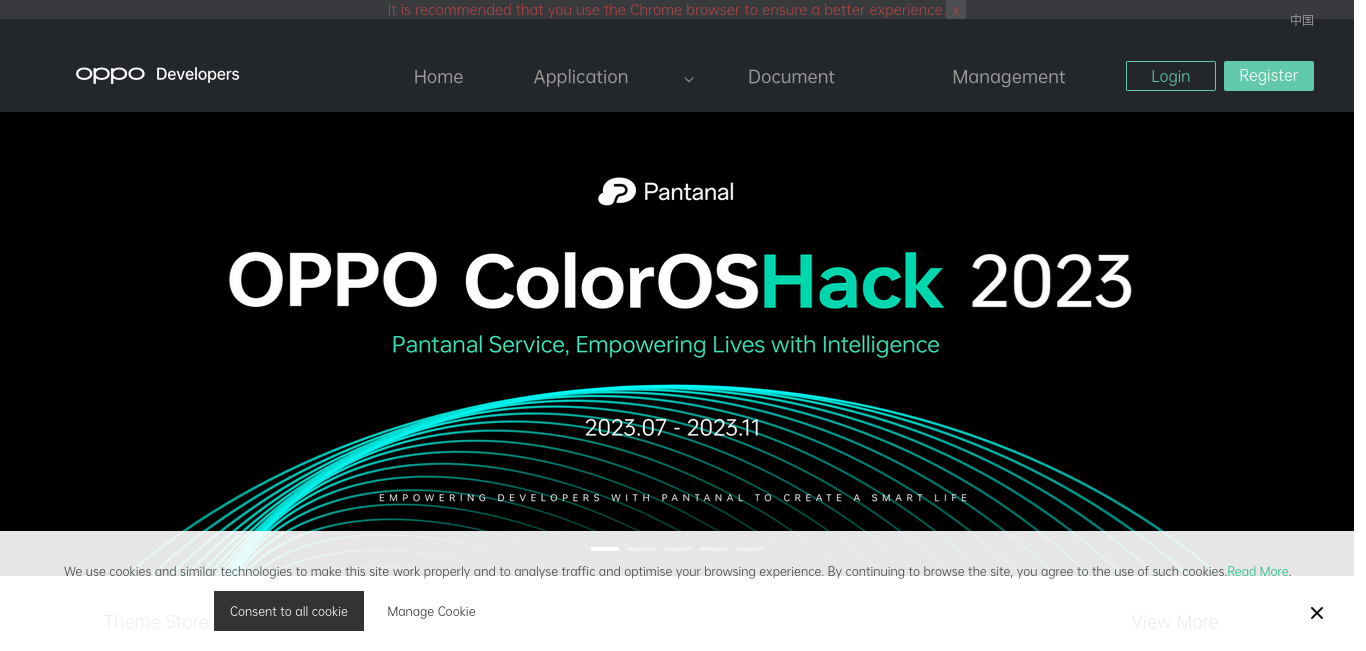 It is recommended that you use the Chrome browser to ensure a better experience. x
中国
oppo Developers
Home Application Document Management Login Register
Pantanal
OPPO ColorOSHack 2023
Pantanal Service, Empowering Lives with Intelligence
2023.07 - 2023.11
EMPOWERING DEVELOPERS WITH PANTANAL TO CREATE A SMART LIFE
We use cookies and similar technologies to make this site work properly and to analyse traffic and optimise your browsing experience. By continuing to browse the site, you agree to the use of such cookies.Read More.
Consent to all cookie Manage Cookie
Theme Store View More